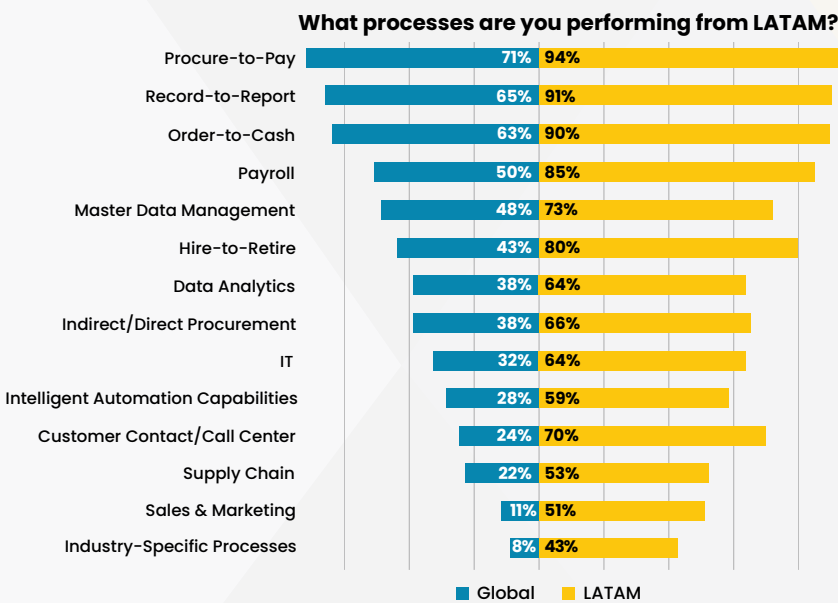 What processes are you performing from LATAM?
Procure-to-Pay 71% 94%
Record-to-Report 65% 91%
Order-to-Cash 63% 90%
Payroll 50% 85%
Master Data Management 48% 73%
Hire-to-Retire 43% 80%
Data Analytics 38% 64%
Indirect/Direct Procurement 38% 66%
IT 32% 64%
Intelligent Automation Capabilities 28% 59%
Customer Contact/Call Center 24% 70%
Supply Chain 22% 53%
Sales & Marketing 11% 51%
Industry-Specific Processes 8% 43%
Global LATAM